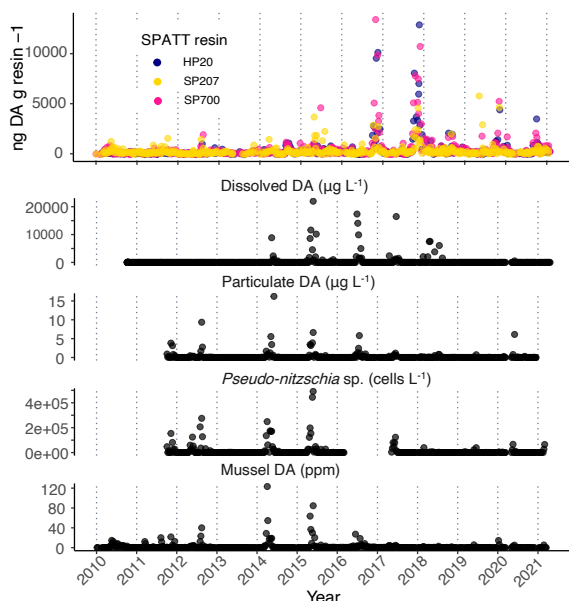 SPATT resin
HP20
SP207
SP700
ng DA g resin −1
10000
5000
0
Dissolved DA (µg L⁻¹)
20000
10000
0
Particulate DA (µg L⁻¹)
15
10
5
0
Pseudo-nitzschia sp. (cells L⁻¹)
4e+05
2e+05
0e+00
Mussel DA (ppm)
120
80
40
0
2010 2011 2012 2013 2014 2015 2016 2017 2018 2019 2020 2021
Year